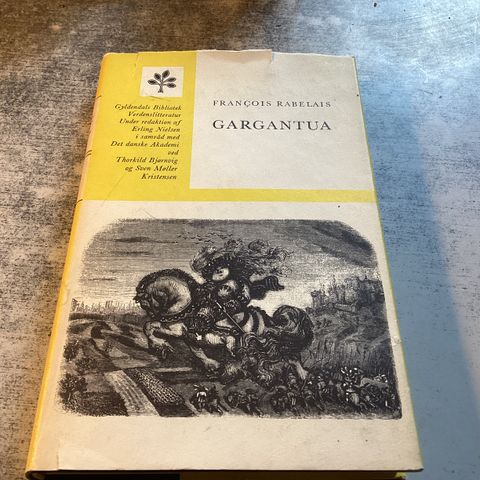 Gyldendals Bibliotek
Verdenslitteratur
Under redaktion af
Erling Nielsen
i samråd med
Det danske Akademi
ved
Thorkild Bjørnvig
og Sven Møller
Kristensen
FRANÇOIS RABELAIS
GARGANTUA